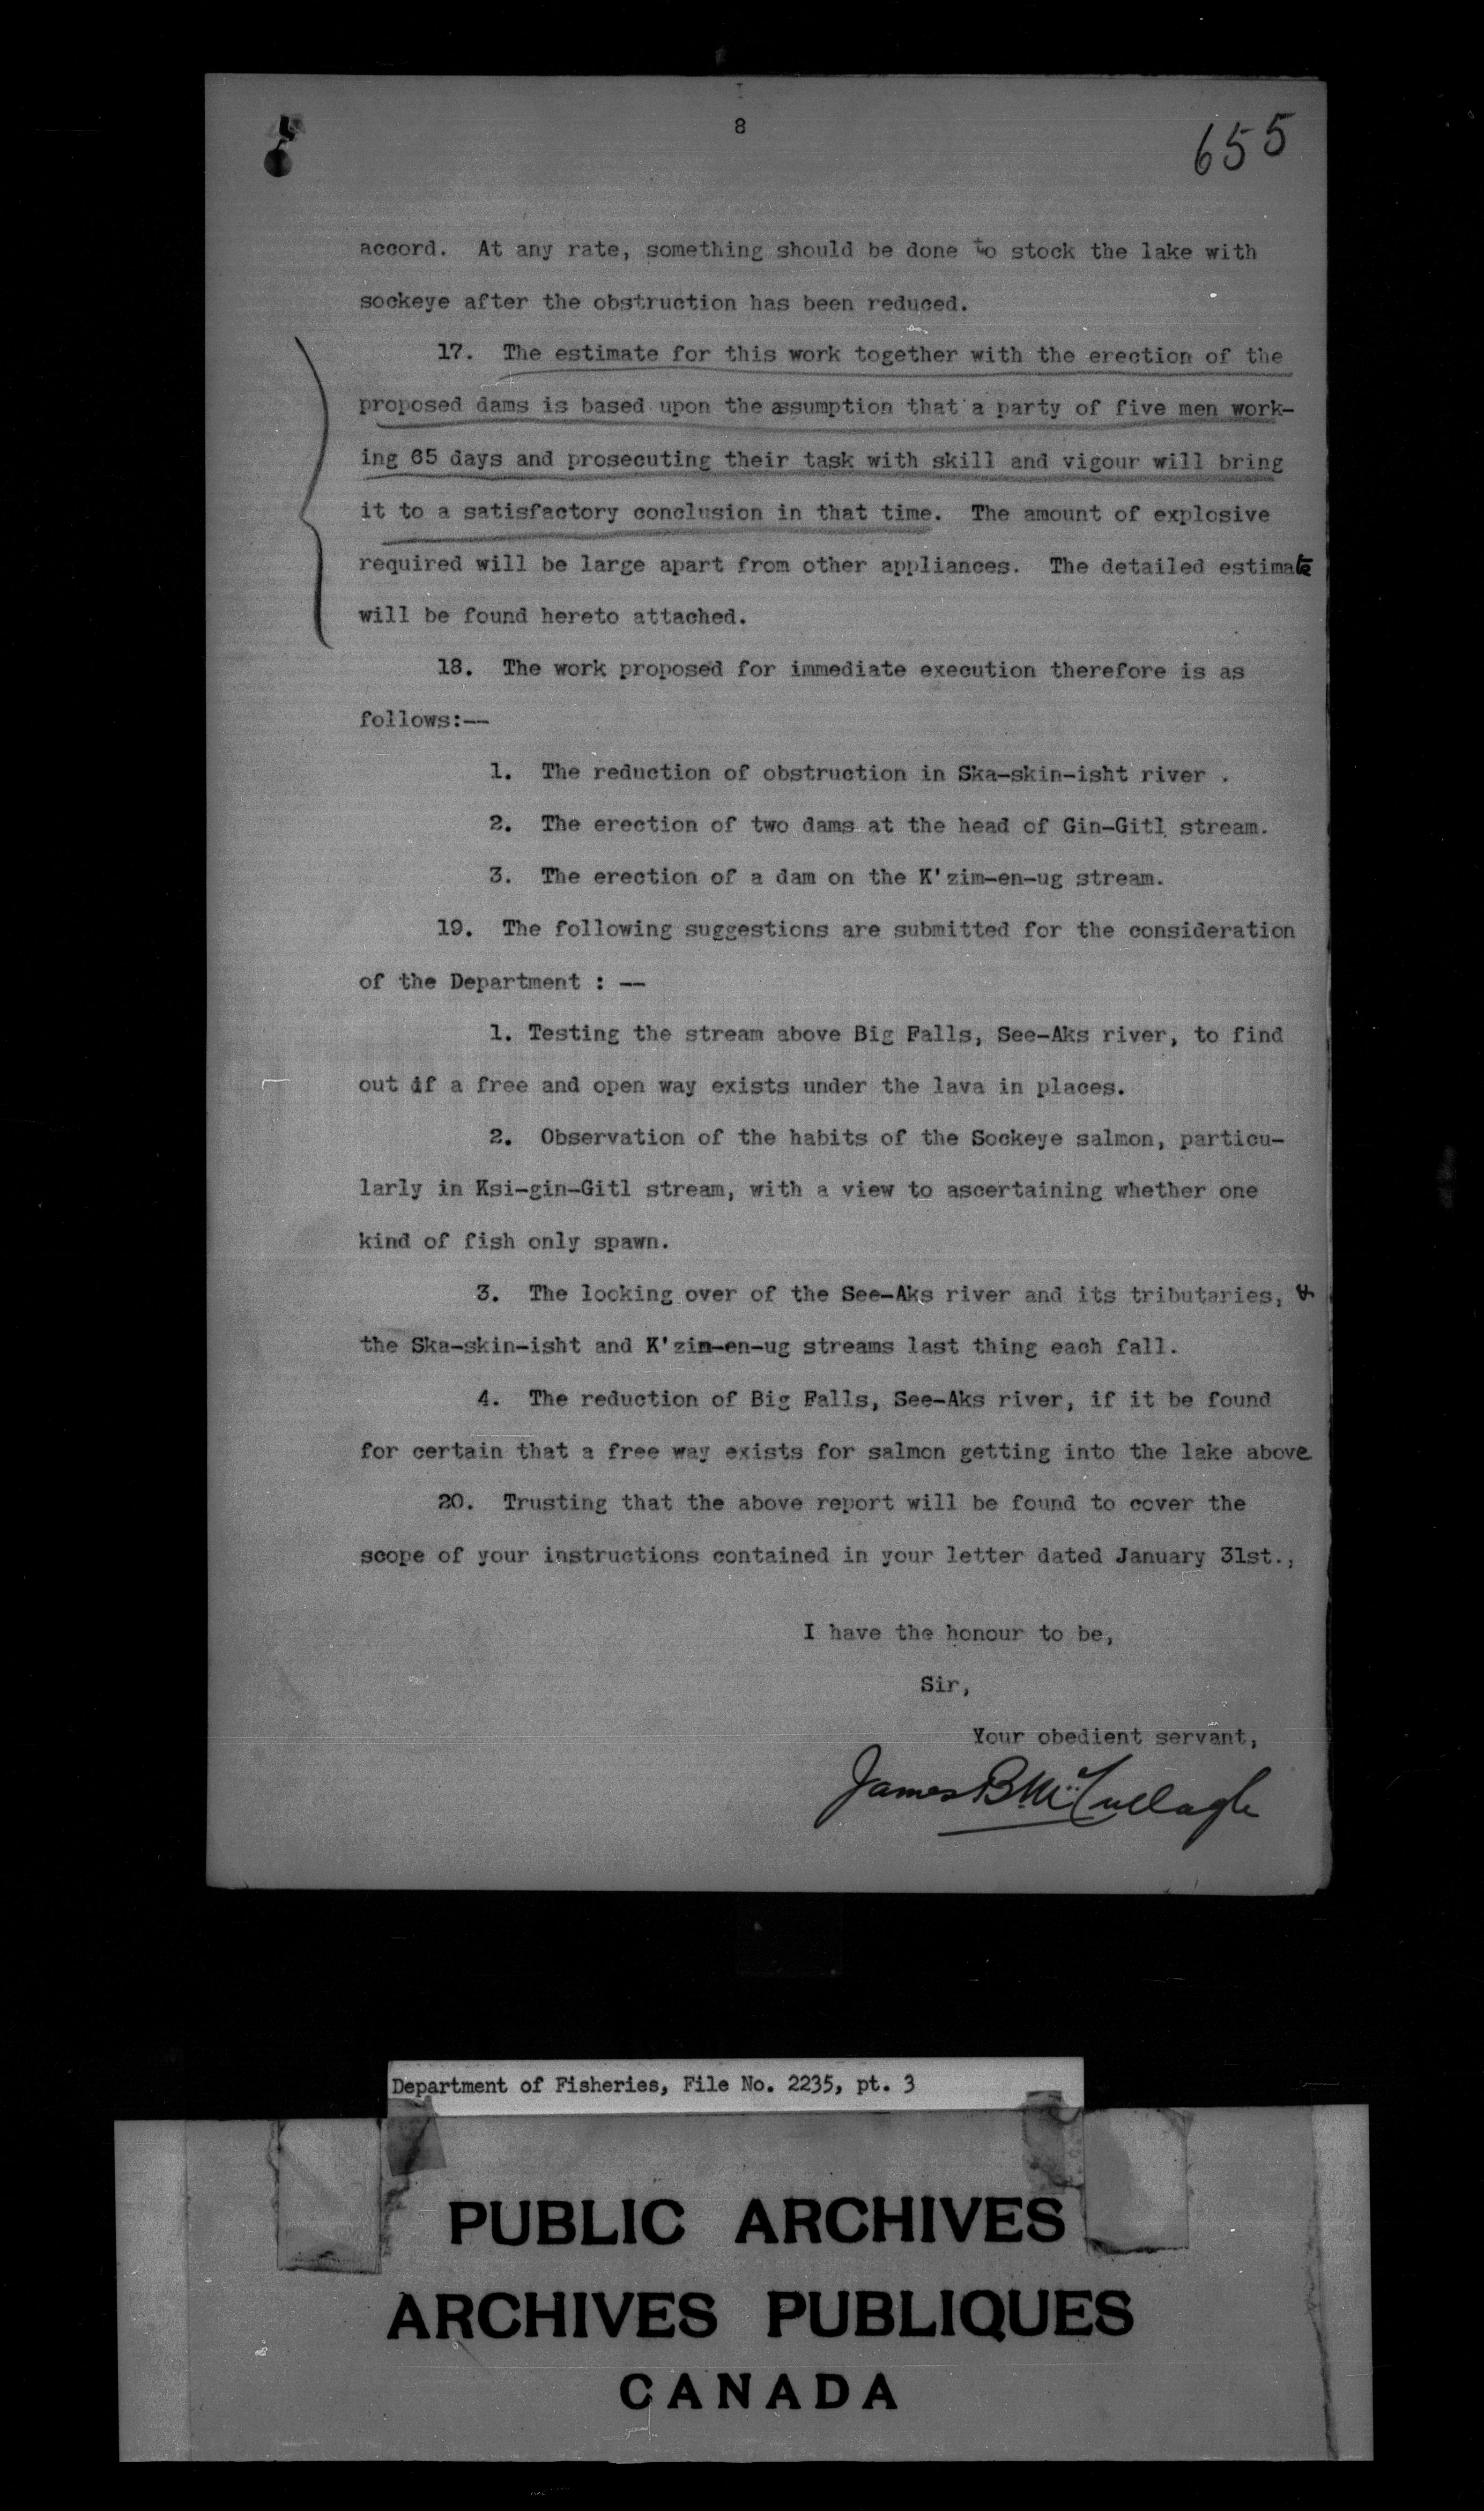 8
655
accord. At any rate, something should be done to stock the lake with
sockeye after the obstruction has been reduced.
17. The estimate for this work together with the erection of the
proposed dams is based upon the assumption that a party of five men work-
ing 65 days and prosecuting their task with skill and vigour will bring
it to a satisfactory conclusion in that time. The amount of explosive
required will be large apart from other appliances. The detailed estimate
will be found hereto attached.
18. The work proposed for immediate execution therefore is as
follows:--
1. The reduction of obstruction in Ska-skin-isht river .
2. The erection of two dams at the head of Gin-Gitl stream.
3. The erection of a dam on the K'zim-en-ug stream.
19. The following suggestions are submitted for the consideration
of the Department : --
1. Testing the stream above Big Falls, See-Aks river, to find
out if a free and open way exists under the lava in places.
2. Observation of the habits of the Sockeye salmon, particu-
larly in Ksi-gin-Gitl stream, with a view to ascertaining whether one
kind of fish only spawn.
3. The looking over of the See-Aks river and its tributaries, &
the Ska-skin-isht and K'zim-en-ug streams last thing each fall.
4. The reduction of Big Falls, See-Aks river, if it be found
for certain that a free way exists for salmon getting into the lake above
20. Trusting that the above report will be found to cover the
scope of your instructions contained in your letter dated January 31st.,
I have the honour to be,
Sir,
Your obedient servant,
James B. McCullagh
Department of Fisheries, File No. 2235, pt. 3
PUBLIC ARCHIVES
ARCHIVES PUBLIQUES
CANADA